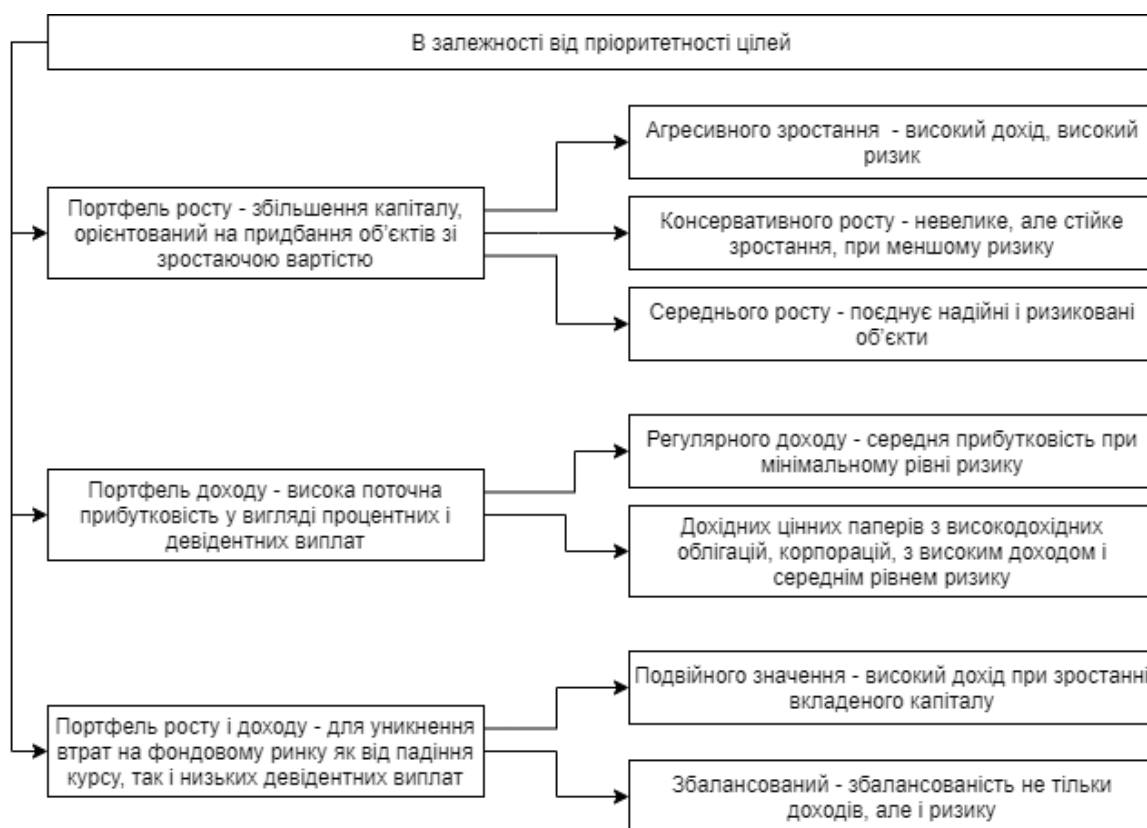 В залежності від пріоритетності цілей
Агресивного зростання - високий дохід, високий
ризик
Портфель росту - збільшення капіталу,
орієнтований на придбання об'єктів зі
зростаючою вартістю
Консервативного росту - невелике, але стійке
зростання, при меншому ризику
Середнього росту - поєднує надійні і ризиковані
об'єкти
Регулярного доходу - середня прибутковість при
мінімальному рівні ризику
Портфель доходу - висока поточна
прибутковість у вигляді процентних і
девідентних виплат
Дохідних цінних паперів з високодохідних
облігацій, корпорацій, з високим доходом і
середнім рівнем ризику
Подвійного значення - високий дохід при зростанні
вкладеного капіталу
Портфель росту і доходу - для уникнення
втрат на фондовому ринку як від падіння
курсу, так і низьких девідентних виплат
Збалансований - збалансованість не тільки
доходів, але і ризику